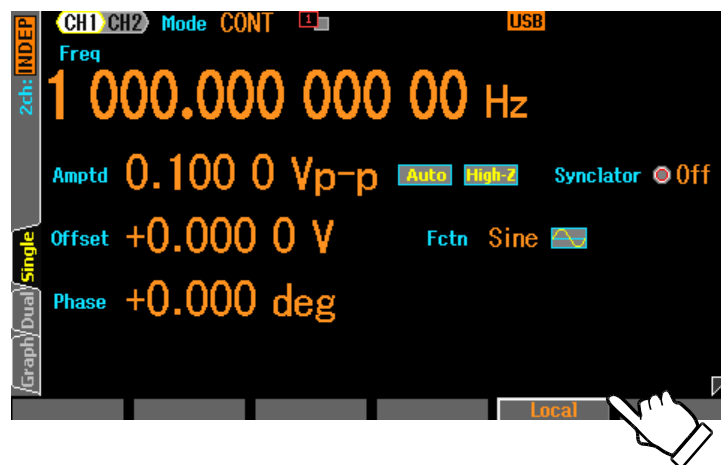 2ch: INDEP
CH1 CH2 Mode CONT 1 USB
Freq
1 000.000 000 00 Hz
Amptd 0.100 0 Vp-p Auto High-Z Synclator Off
Offset +0.000 0 V Fctn Sine
Phase +0.000 deg
Single
Dual
Graph
Local